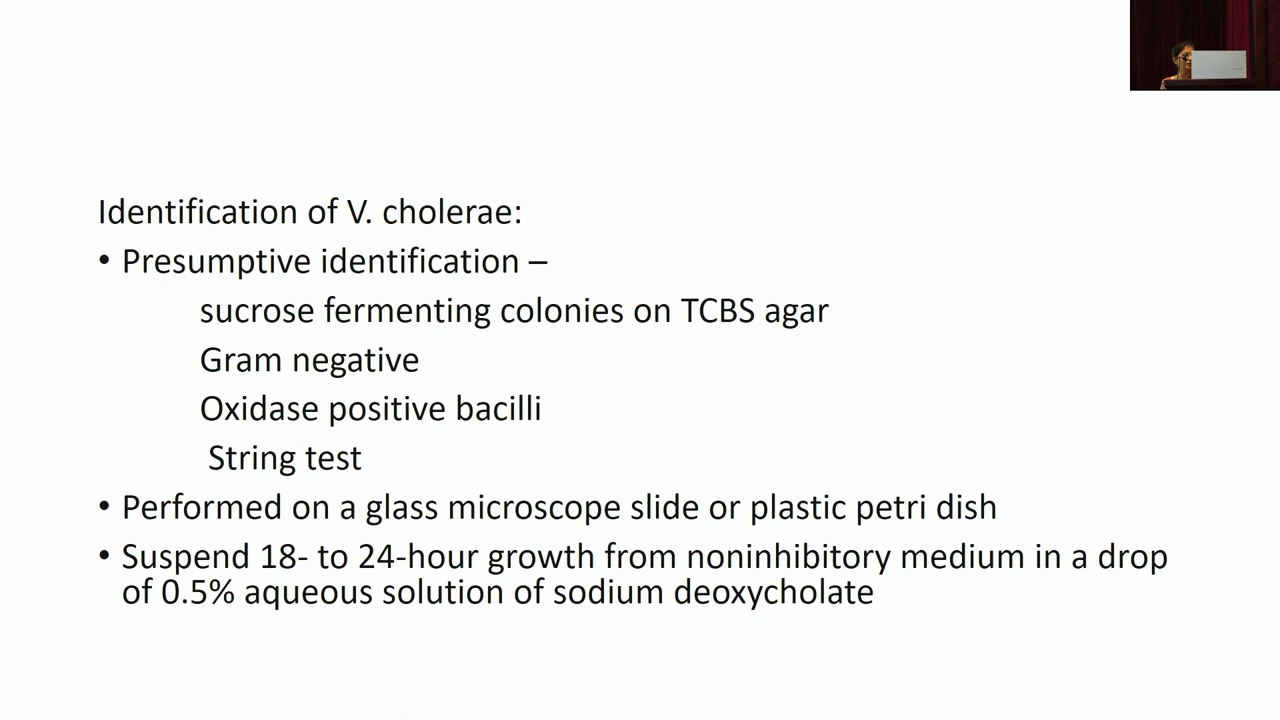 Identification of V. cholerae:
• Presumptive identification –
sucrose fermenting colonies on TCBS agar
Gram negative
Oxidase positive bacilli
String test
• Performed on a glass microscope slide or plastic petri dish
• Suspend 18- to 24-hour growth from noninhibitory medium in a drop
of 0.5% aqueous solution of sodium deoxycholate